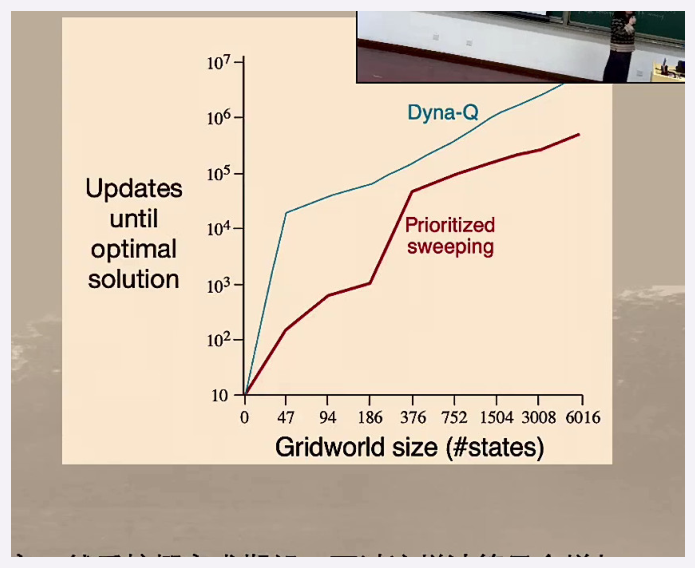 10⁷
10⁶
10⁵
10⁴
10³
10²
10
Updates
until
optimal
solution
Dyna-Q
Prioritized
sweeping
0 47 94 186 376 752 1504 3008 6016
Gridworld size (#states)